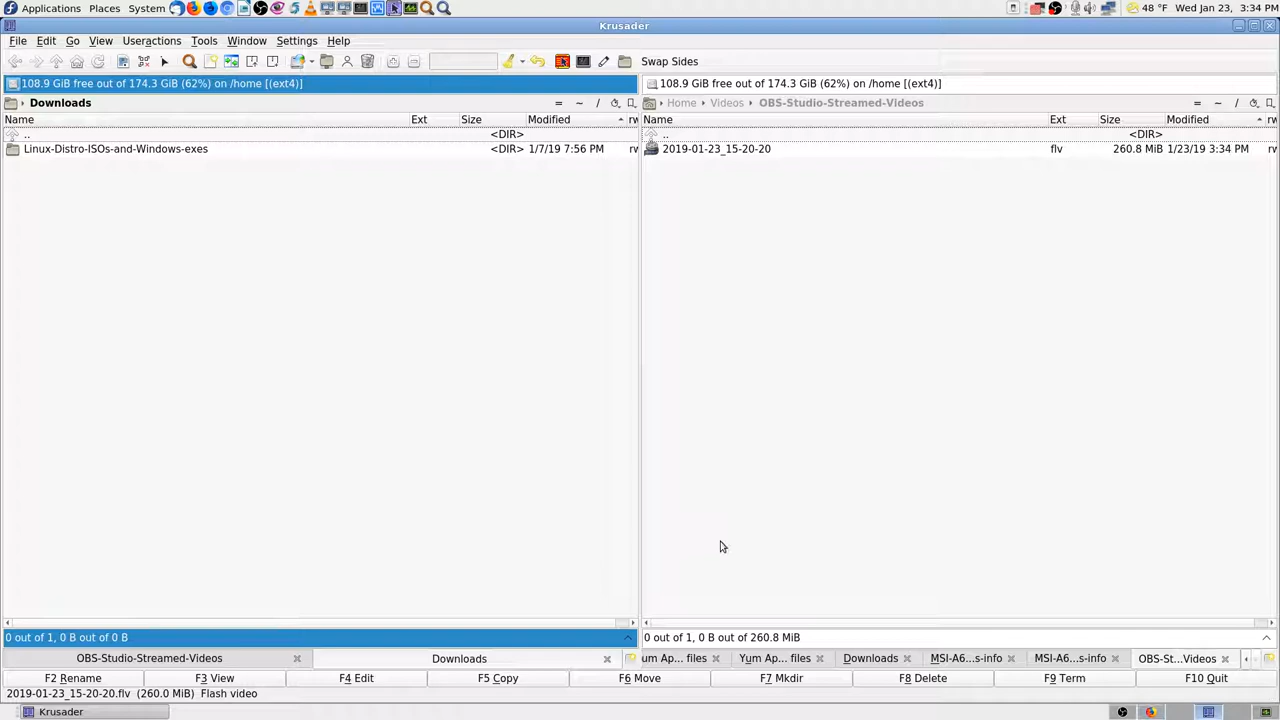 Applications Places System 48 °F Wed Jan 23, 3:34 PM
Krusader
File Edit Go View Useractions Tools Window Settings Help
Swap Sides
108.9 GiB free out of 174.3 GiB (62%) on /home [(ext4)] 108.9 GiB free out of 174.3 GiB (62%) on /home [(ext4)]
Downloads = ~ / Home Videos OBS-Studio-Streamed-Videos = ~ /
Name Ext Size Modified rw Name Ext Size Modified rw
.. <DIR> .. <DIR>
Linux-Distro-ISOs-and-Windows-exes <DIR> 1/7/19 7:56 PM rw 2019-01-23_15-20-20 flv 260.8 MiB 1/23/19 3:34 PM rw
0 out of 1, 0 B out of 0 B 0 out of 1, 0 B out of 260.8 MiB
OBS-Studio-Streamed-Videos Downloads um Ap... files Yum Ap... files Downloads MSI-A6...s-info MSI-A6...s-info OBS-St...Videos
F2 Rename F3 View F4 Edit F5 Copy F6 Move F7 Mkdir F8 Delete F9 Term F10 Quit
2019-01-23_15-20-20.flv (260.0 MiB) Flash video
Krusader